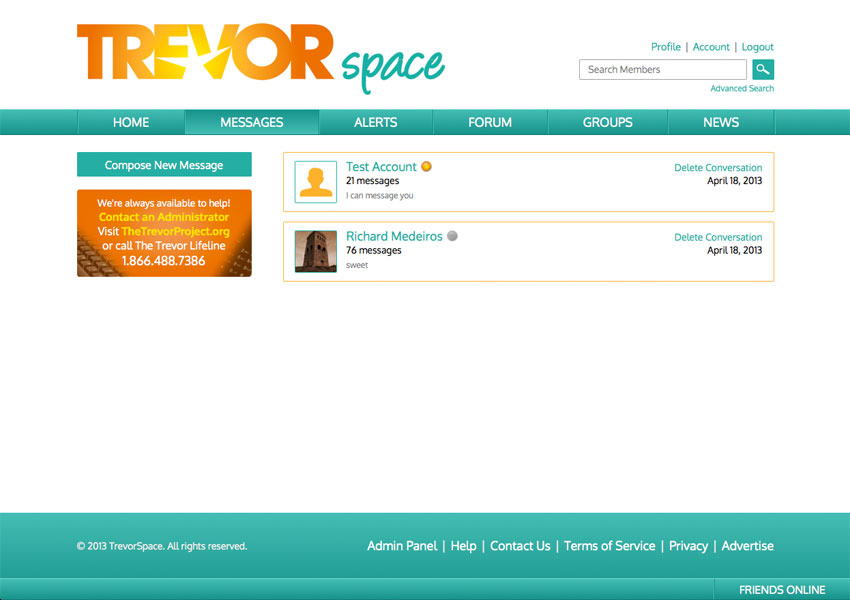 TREVOR space
Profile | Account | Logout
Search Members
Advanced Search
HOME MESSAGES ALERTS FORUM GROUPS NEWS
Compose New Message
We're always available to help!
Contact an Administrator
Visit TheTrevorProject.org
or call The Trevor Lifeline
1.866.488.7386
Test Account
21 messages
I can message you
Delete Conversation
April 18, 2013
Richard Medeiros
76 messages
sweet
Delete Conversation
April 18, 2013
© 2013 TrevorSpace. All rights reserved.
Admin Panel | Help | Contact Us | Terms of Service | Privacy | Advertise
FRIENDS ONLINE